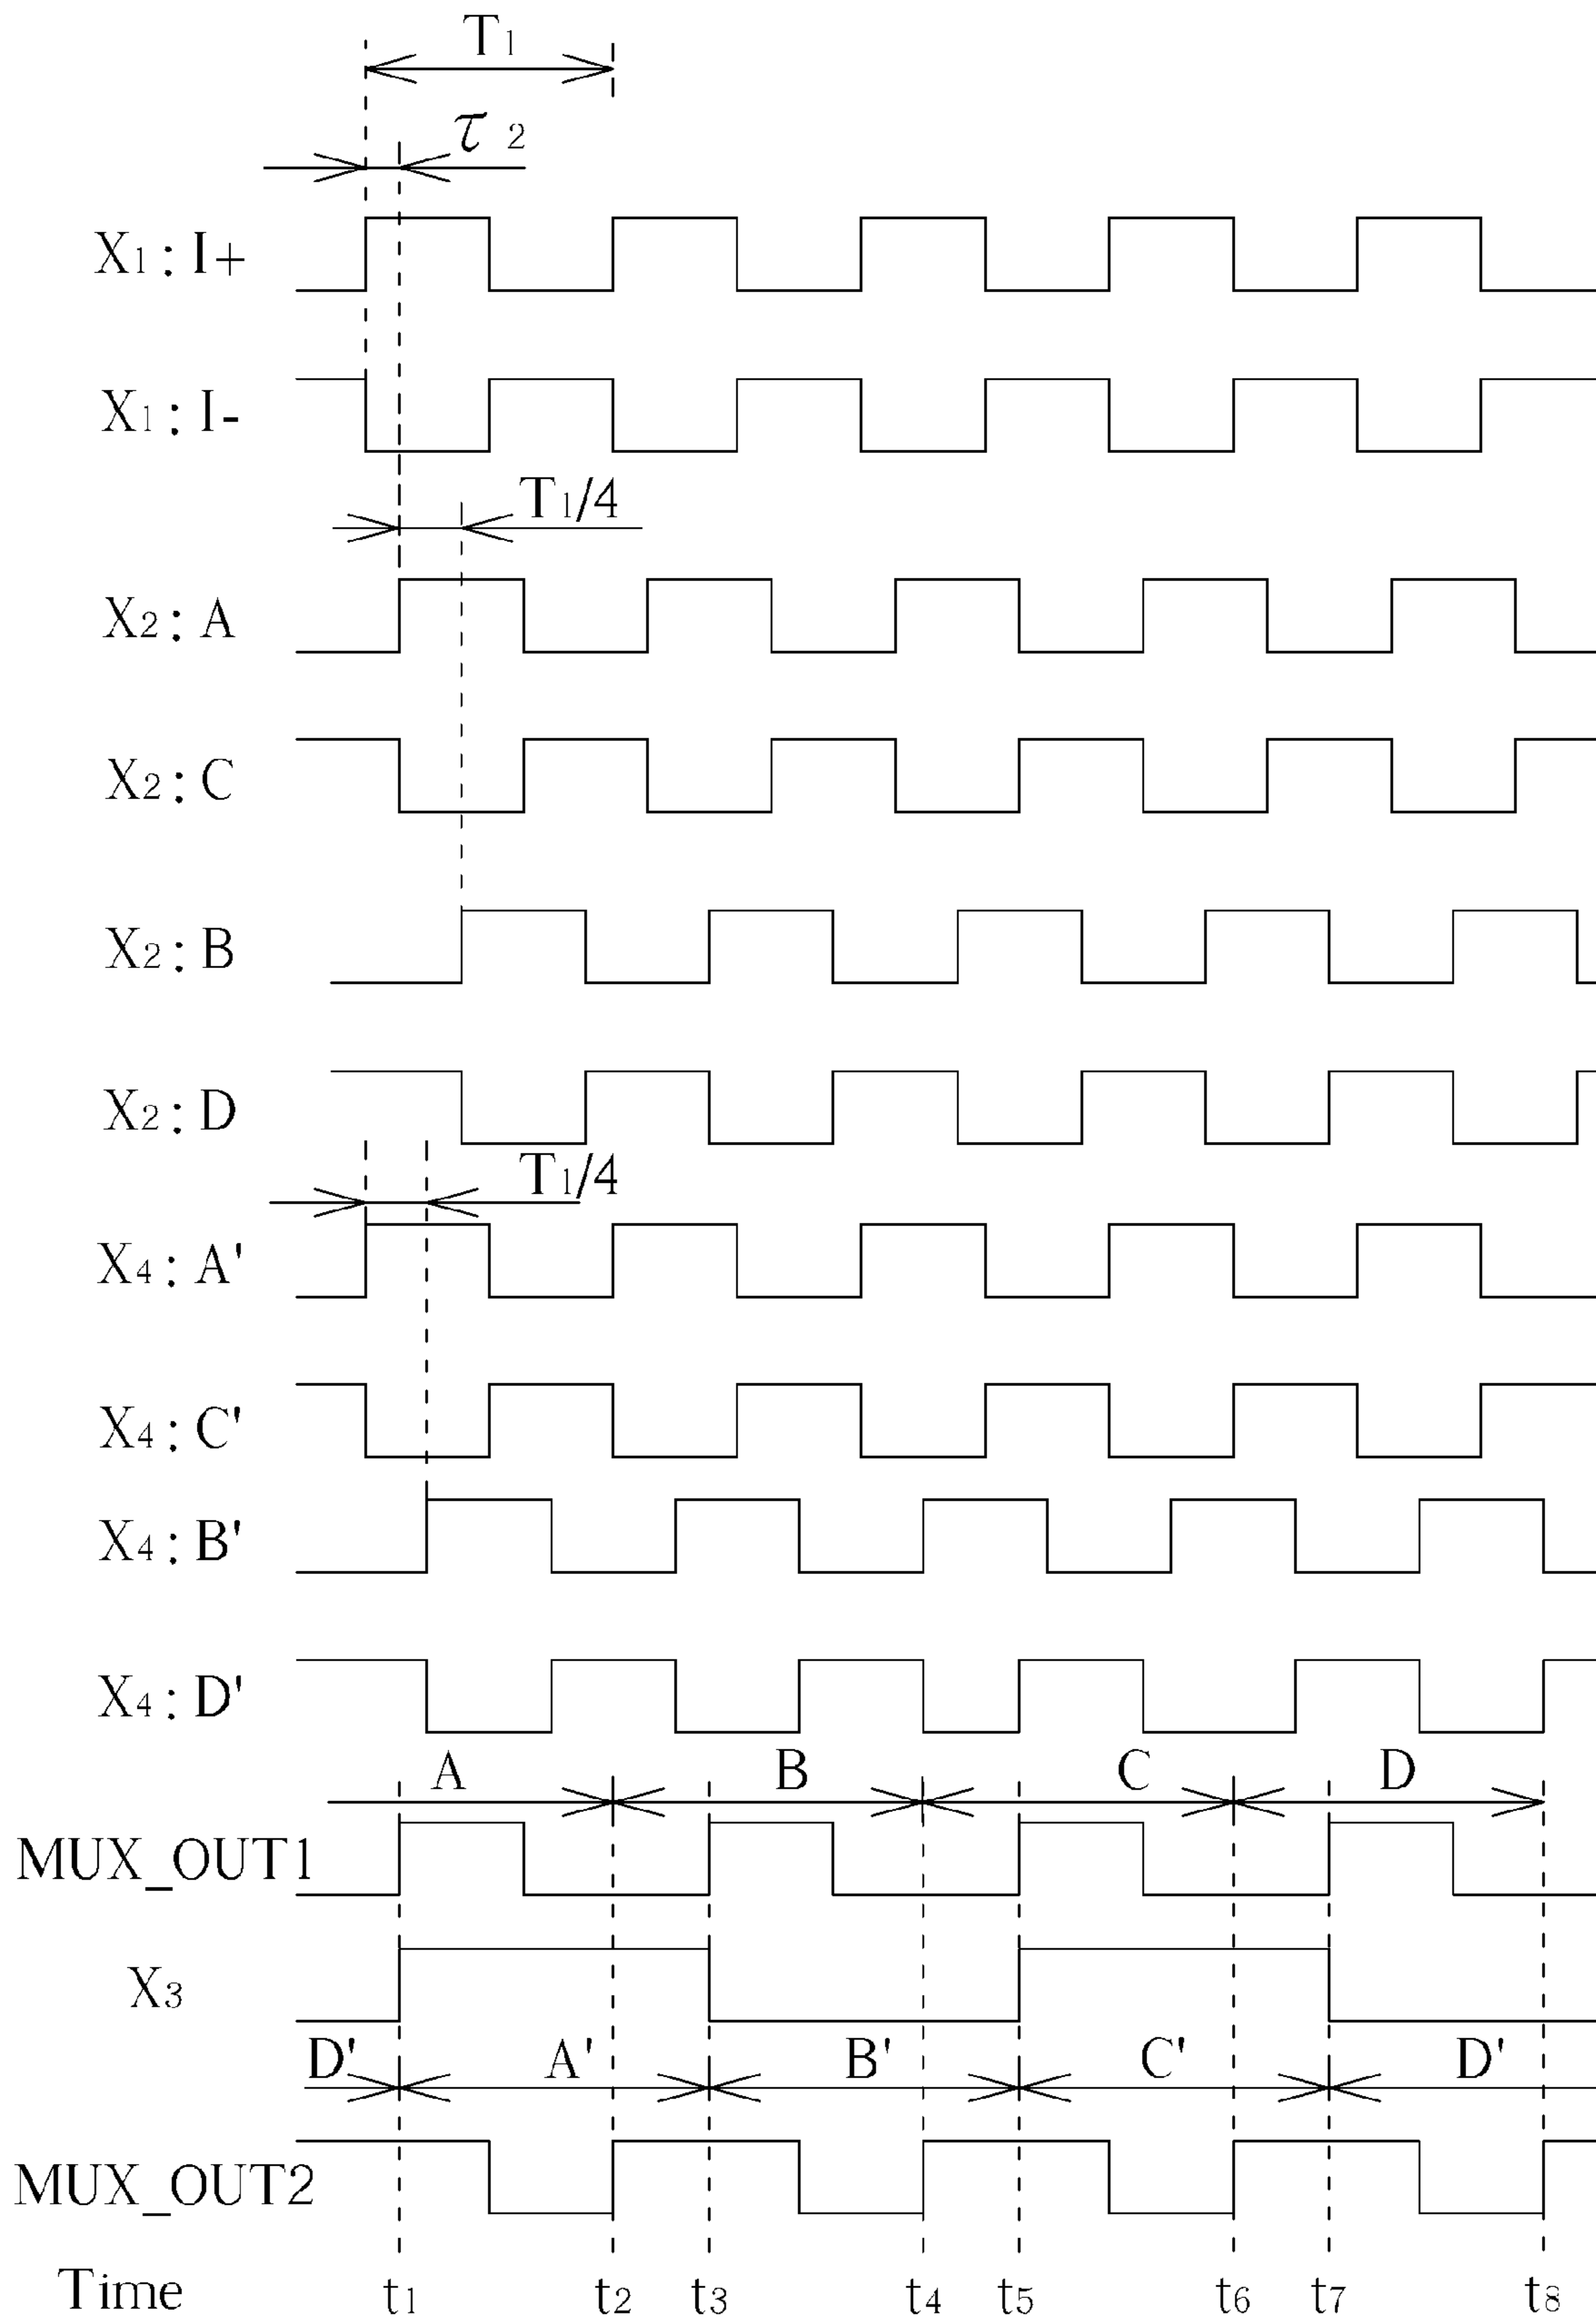 T1
τ 2
X1 : I+
X1 : I-
T1/4
X2 : A
X2 : C
X2 : B
X2 : D
T1/4
X4 : A'
X4 : C'
X4 : B'
X4 : D'
A B C D
MUX_OUT1
X3
D' A' B' C' D'
MUX_OUT2
Time t1 t2 t3 t4 t5 t6 t7 t8